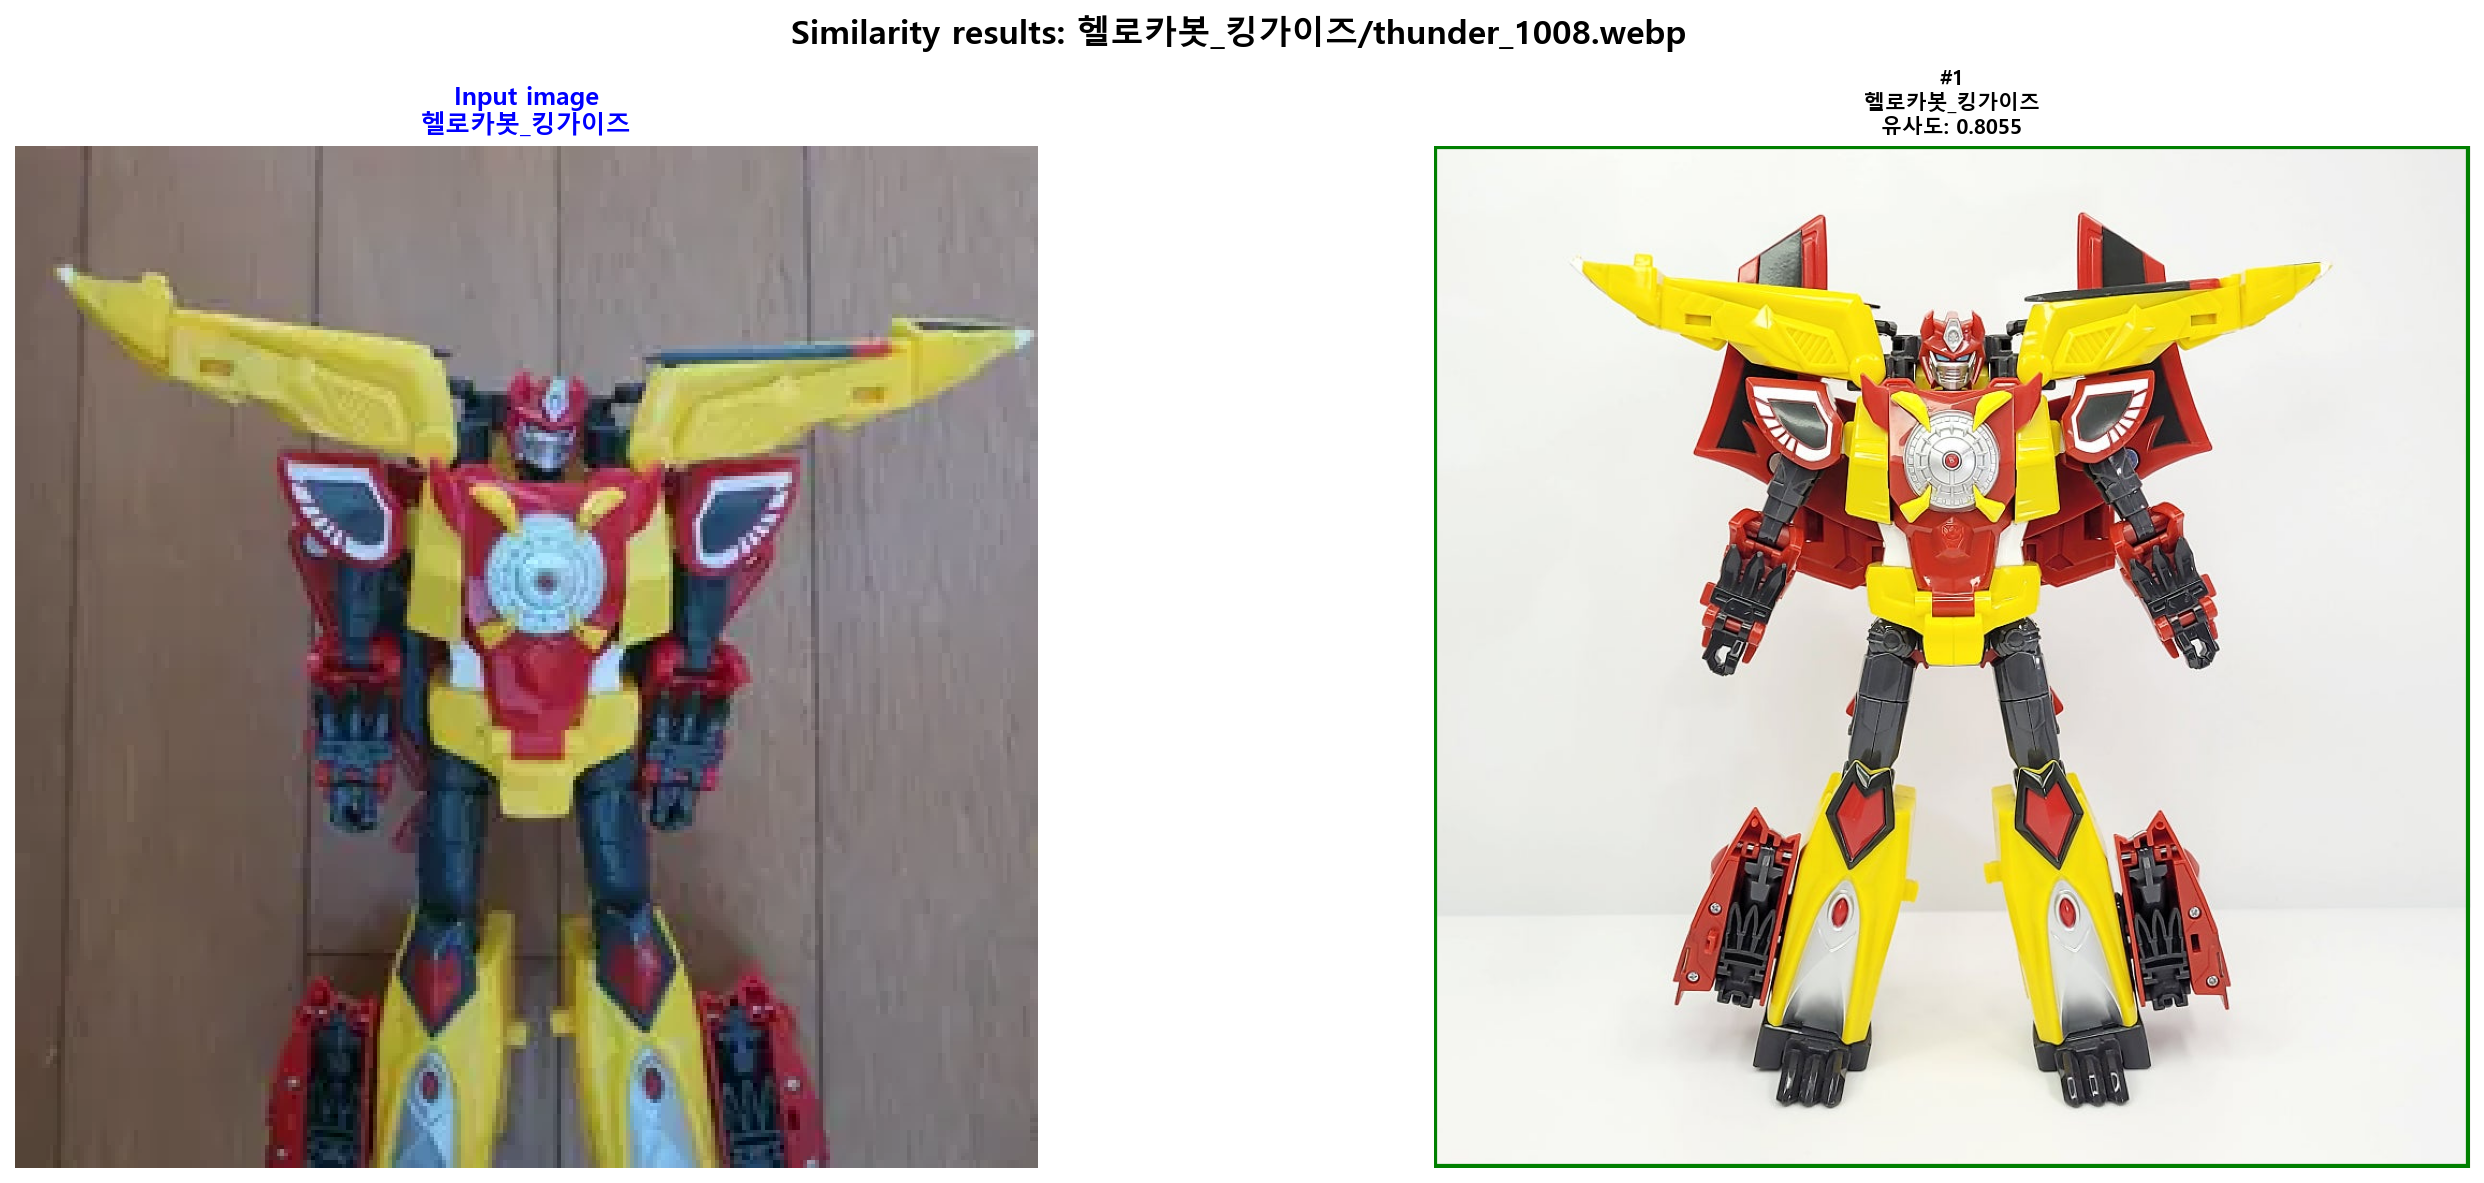 Similarity results: 헬로카봇_킹가이즈/thunder_1008.webp
Input image
헬로카봇_킹가이즈
#1
헬로카봇_킹가이즈
유사도: 0.8055